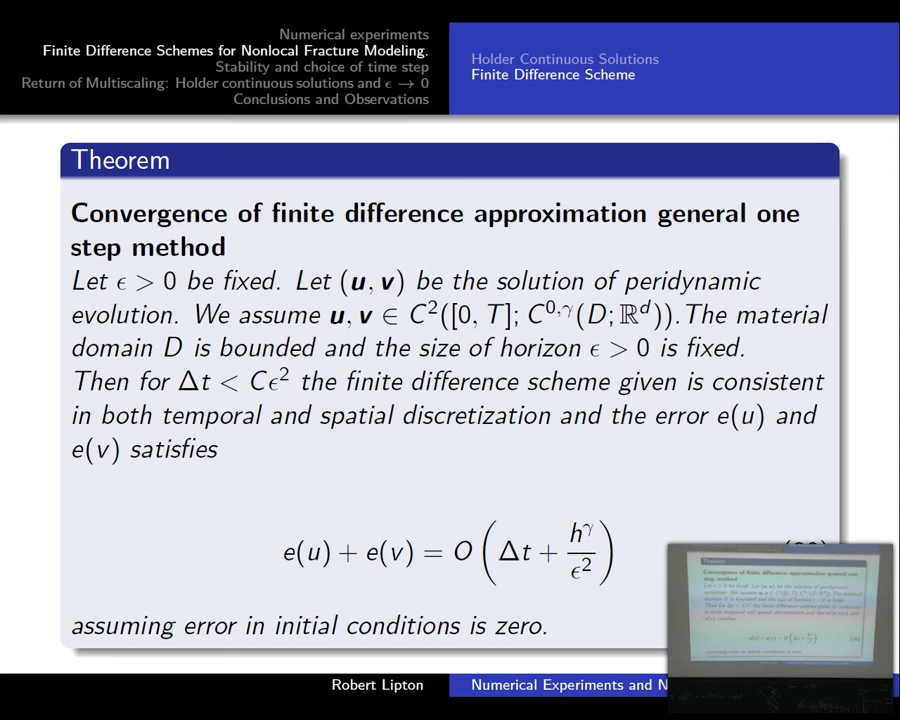 Numerical experiments
Finite Difference Schemes for Nonlocal Fracture Modeling.
Stability and choice of time step
Return of Multiscaling: Holder continuous solutions and ϵ → 0
Conclusions and Observations
Holder Continuous Solutions
Finite Difference Scheme
Theorem
Convergence of finite difference approximation general one
step method
Let ϵ > 0 be fixed. Let (u, v) be the solution of peridynamic
evolution. We assume u, v ∈ C²([0, T]; C^{0,γ}(D; ℝ^d)).The material
domain D is bounded and the size of horizon ϵ > 0 is fixed.
Then for Δt < Cϵ² the finite difference scheme given is consistent
in both temporal and spatial discretization and the error e(u) and
e(v) satisfies
e(u) + e(v) = O(Δt + h^γ/ϵ²)
assuming error in initial conditions is zero.
Robert Lipton
Numerical Experiments and N